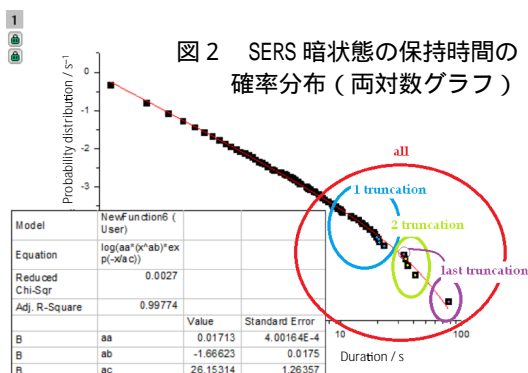 1
図２　SERS 暗状態の保持時間の
確率分布（両対数グラフ）
Probability distribution / s⁻¹
0
-1
-2
-3
all
1 truncation
2 truncation
last truncation
Model NewFunction6 (
User)
Equation log(aa*(x^ab)*ex
p(-x/ac))
Reduced
Chi-Sqr 0.0027
Adj. R-Square 0.99774
Value Standard Error
B aa 0.01713 4.00164E-4
B ab -1.66623 0.0175
B ac 26.15314 1.26357
10 100
Duration / s